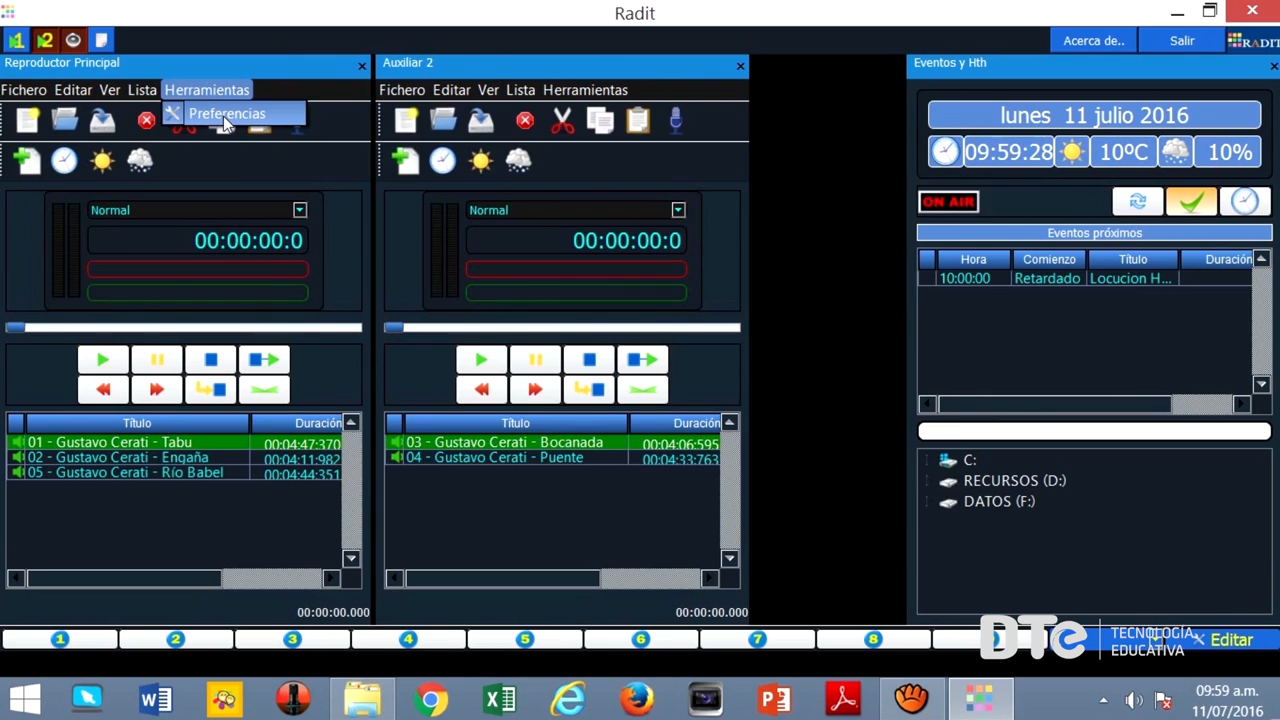 Radit
1 2 Acerca de.. Salir RADIT
Reproductor Principal
Fichero Editar Ver Lista Herramientas
Preferencias
Normal
00:00:00:0
Título Duración
01 - Gustavo Cerati - Tabu 00:04:47:370
02 - Gustavo Cerati - Engaña 00:04:11:982
05 - Gustavo Cerati - Río Babel 00:04:44:351
00:00:00.000
Auxiliar 2
Fichero Editar Ver Lista Herramientas
Normal
00:00:00:0
Título Duración
03 - Gustavo Cerati - Bocanada 00:04:06:595
04 - Gustavo Cerati - Puente 00:04:33:763
00:00:00.000
Eventos y Hth
lunes 11 julio 2016
09:59:28 10ºC 10%
ON AIR
Eventos próximos
Hora Comienzo Título Duración
10:00:00 Retardado Locucion H...
C:
RECURSOS (D:)
DATOS (F:)
1 2 3 4 5 6 7 8 Editar
DTe TECNOLOGÍA
EDUCATIVA
09:59 a.m.
11/07/2016